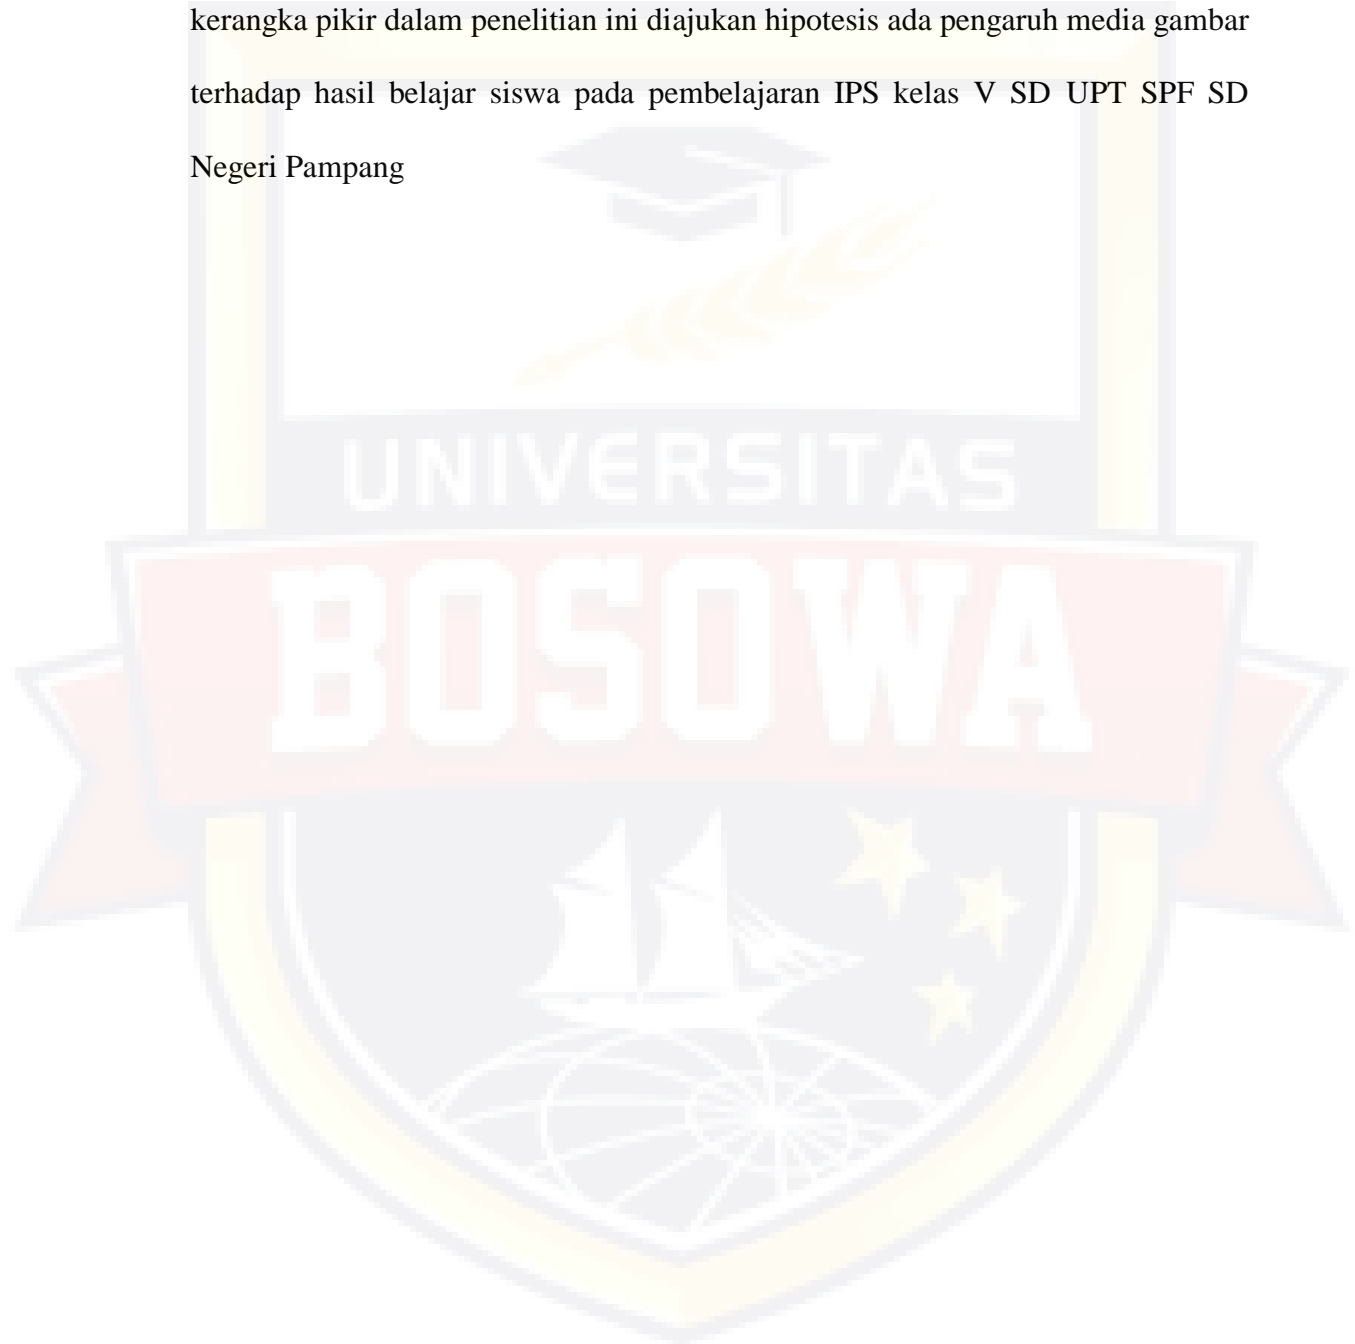 kerangka pikir dalam penelitian ini diajukan hipotesis ada pengaruh media gambar
terhadap hasil belajar siswa pada pembelajaran IPS kelas V SD UPT SPF SD
Negeri Pampang
UNIVERSITAS
BOSOWA